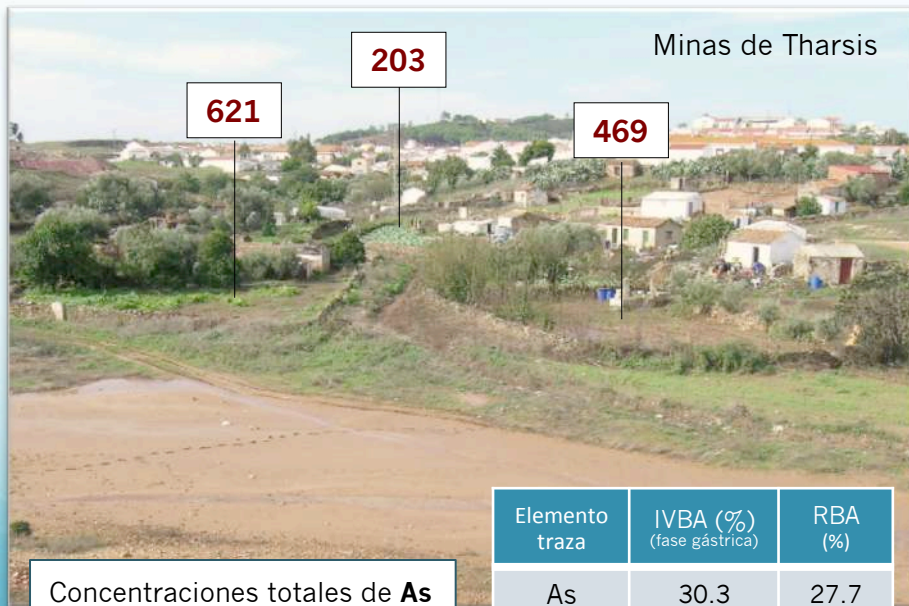 Minas de Tharsis
203
621
469
Elemento traza
IVBA (%)
(fase gástrica)
RBA
(%)
Concentraciones totales de As
As
30.3
27.7